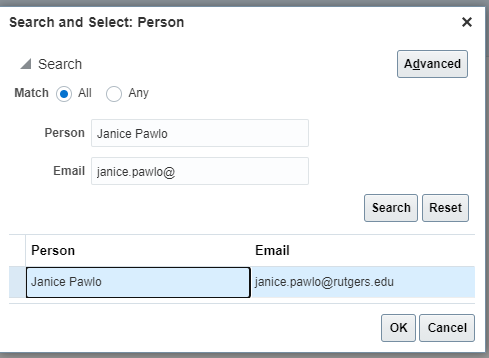 Search and Select: Person
Search
Advanced
Match All Any
Person Janice Pawlo
Email janice.pawlo@
Search Reset
Person Email
Janice Pawlo janice.pawlo@rutgers.edu
OK Cancel